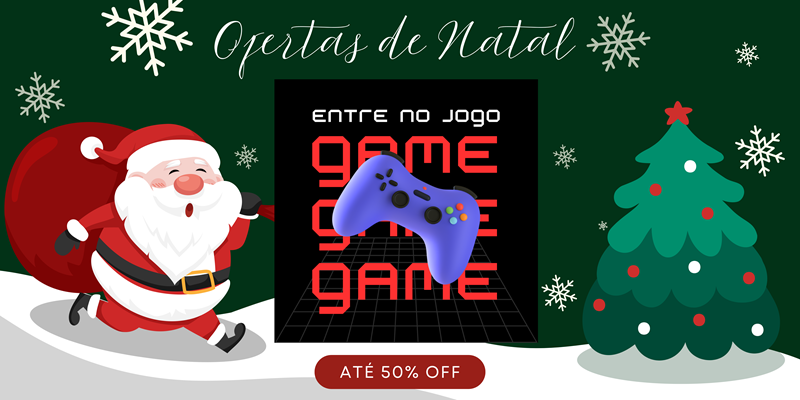 Ofertas de Natal
ENTRE NO JOGO
GAME
GAME
GAME
ATÉ 50% OFF